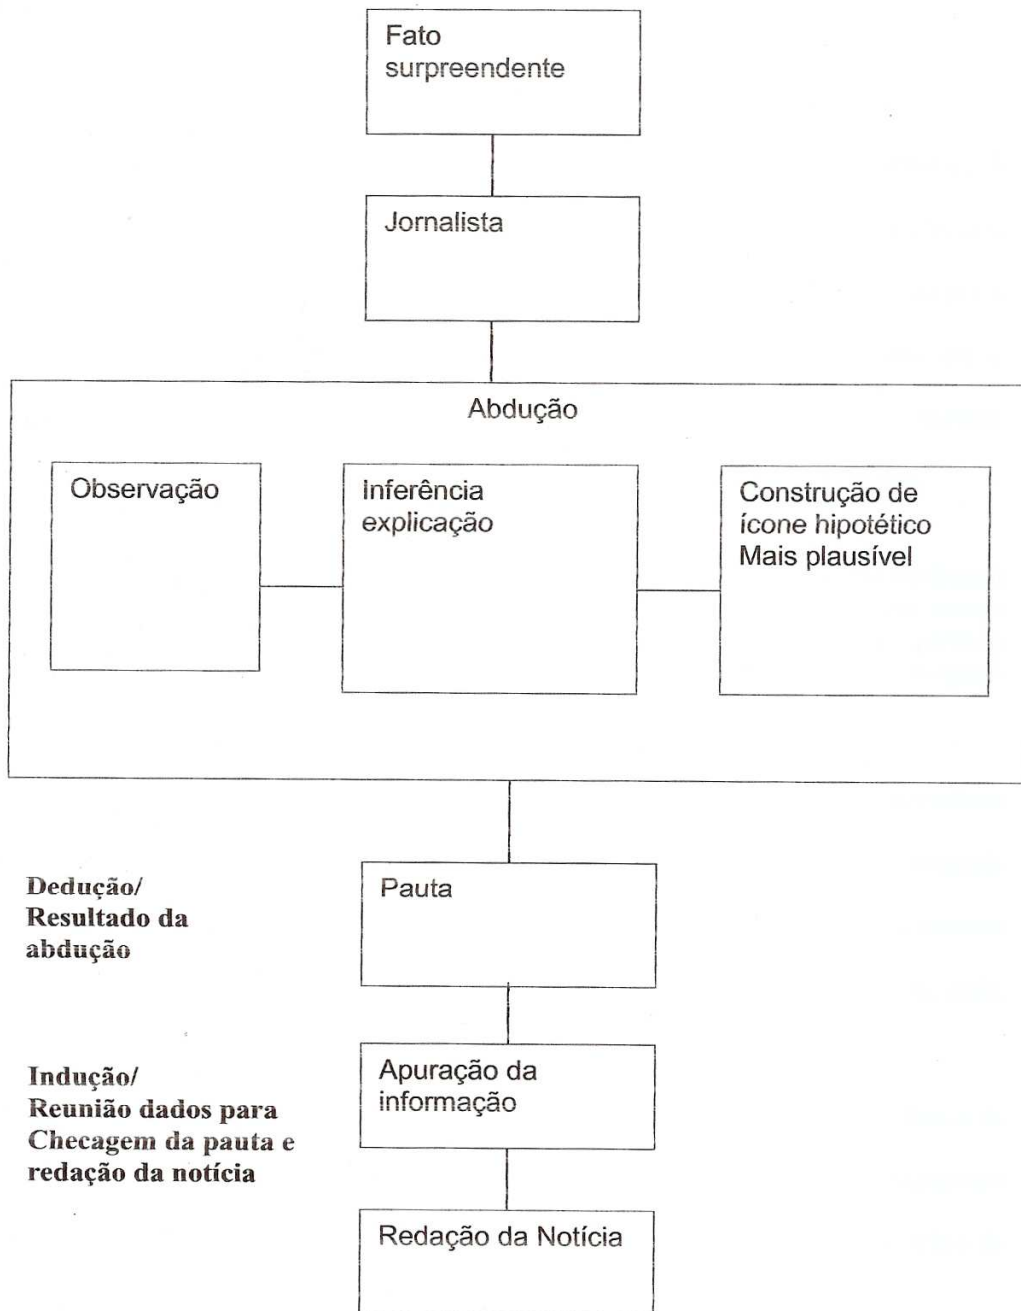 Fato
surpreendente
Jornalista
Abdução
Observação
Inferência
explicação
Construção de
ícone hipotético
Mais plausível
Dedução/
Resultado da
abdução
Pauta
Indução/
Reunião dados para
Checagem da pauta e
redação da notícia
Apuração da
informação
Redação da Notícia